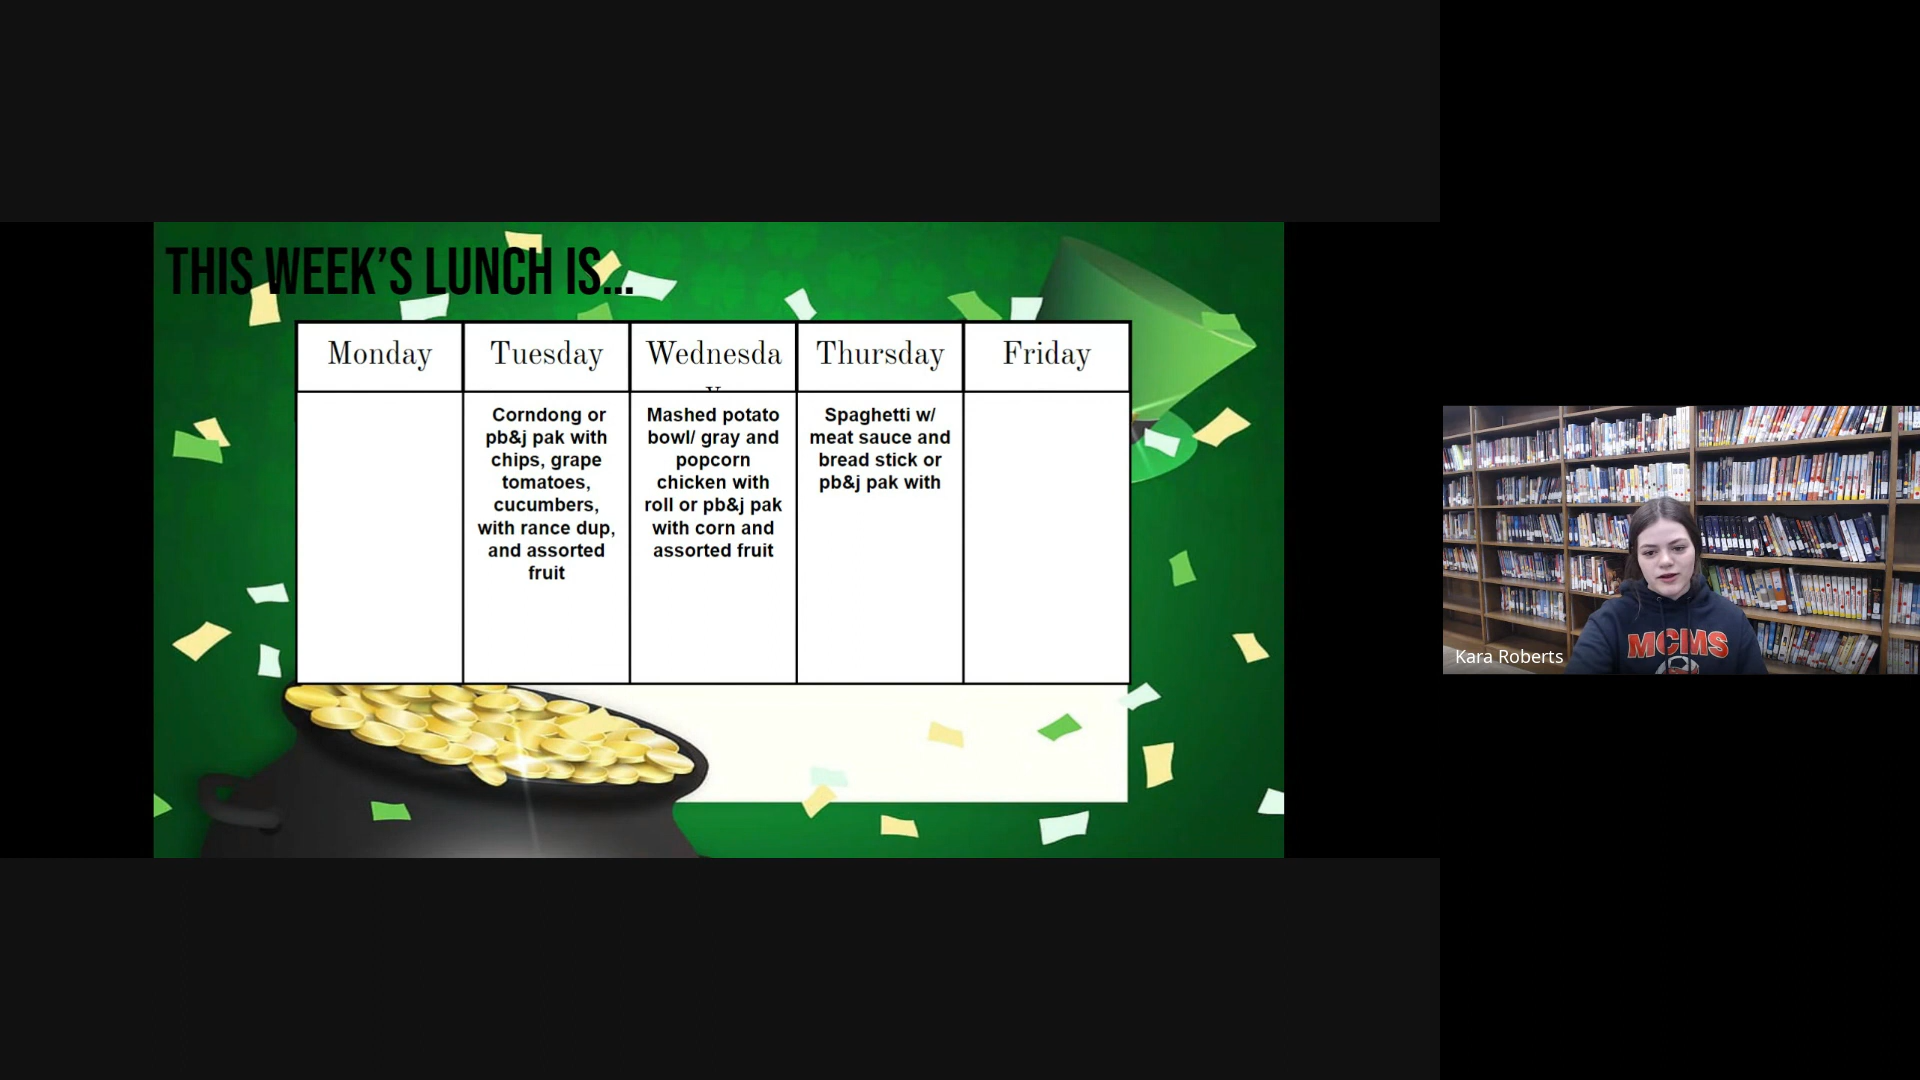 THIS WEEK’S LUNCH IS...
Monday
Tuesday
Wednesda
y
Thursday
Friday
Corndong or
pb&j pak with
chips, grape
tomatoes,
cucumbers,
with rance dup,
and assorted
fruit
Mashed potato
bowl/ gray and
popcorn
chicken with
roll or pb&j pak
with corn and
assorted fruit
Spaghetti w/
meat sauce and
bread stick or
pb&j pak with
MCMS
Kara Roberts